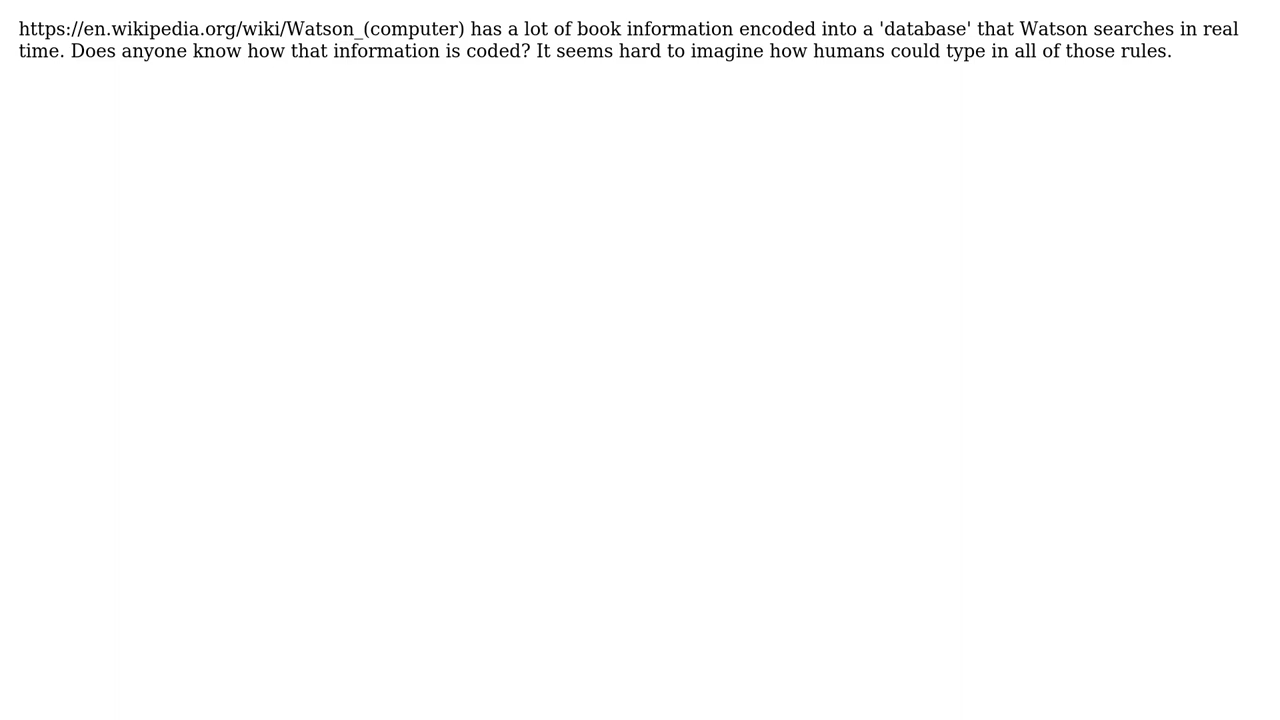 https://en.wikipedia.org/wiki/Watson_(computer) has a lot of book information encoded into a 'database' that Watson searches in real
time. Does anyone know how that information is coded? It seems hard to imagine how humans could type in all of those rules.